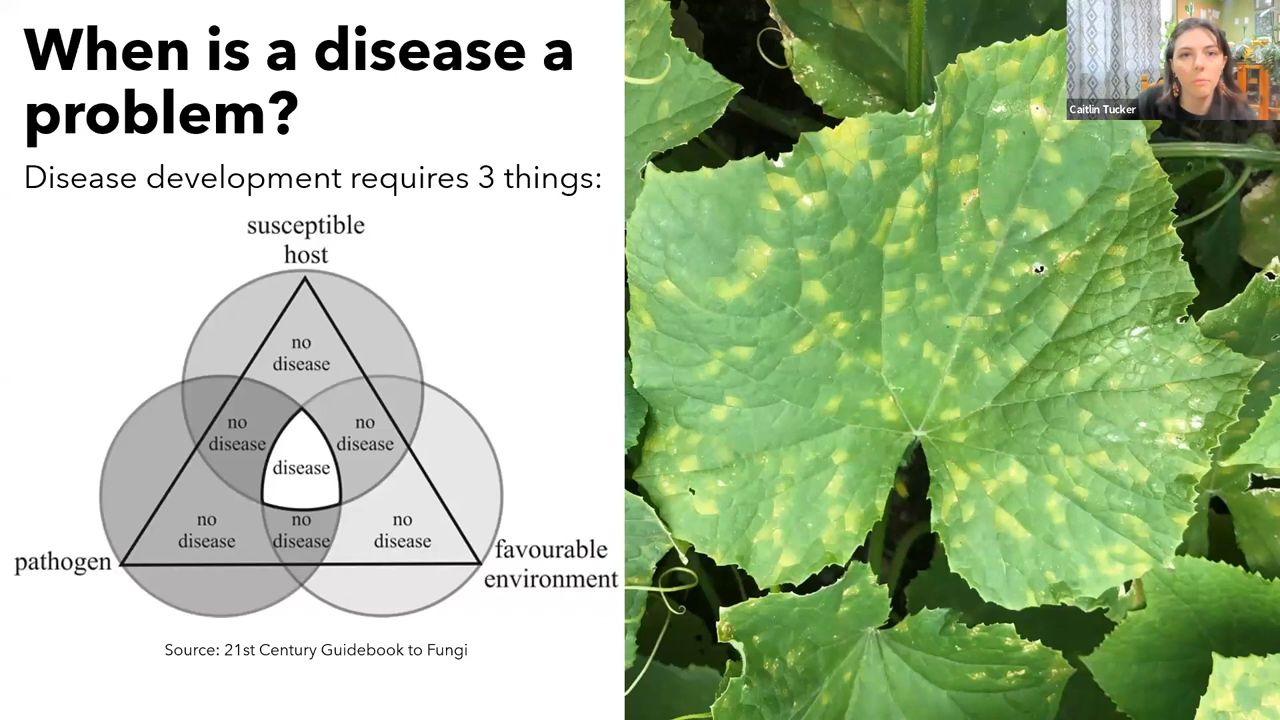 When is a disease a
problem?
Disease development requires 3 things:
susceptible
host
no
disease
no
disease
no
disease
disease
no
disease
no
disease
no
disease
pathogen
favourable
environment
Source: 21st Century Guidebook to Fungi
Caitlin Tucker